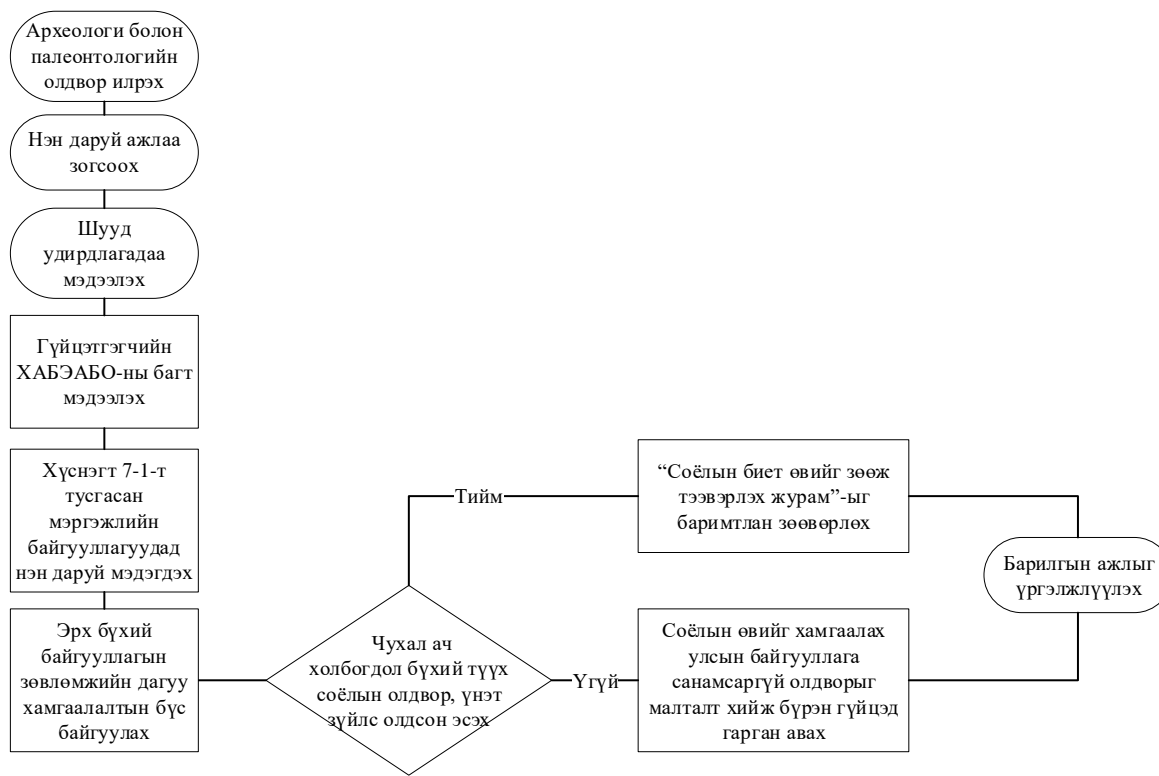 Археологи болон
палеонтологийн
олдвор илрэх
Нэн даруй ажлаа
зогсоох
Шууд
удирдлагадаа
мэдээлэх
Гүйцэтгэгчийн
ХАБЭАБО-ны багт
мэдээлэх
Хүснэгт 7-1-т
тусгасан
мэргэжлийн
байгууллагуудад
нэн даруй мэдэгдэх
Эрх бүхий
байгууллагын
зөвлөмжийн дагуу
хамгаалалтын бүс
байгуулах
Чухал ач
холбогдол бүхий түүх
соёлын олдвор, үнэт
зүйлс олдсон эсэх
Тийм
“Соёлын биет өвийг зөөж
тээвэрлэх журам”-ыг
баримтлан зөөвөрлөх
Үгүй
Соёлын өвийг хамгаалах
улсын байгууллага
санамсаргүй олдворыг
малталт хийж бүрэн гүйцэд
гарган авах
Барилгын ажлыг
үргэлжлүүлэх